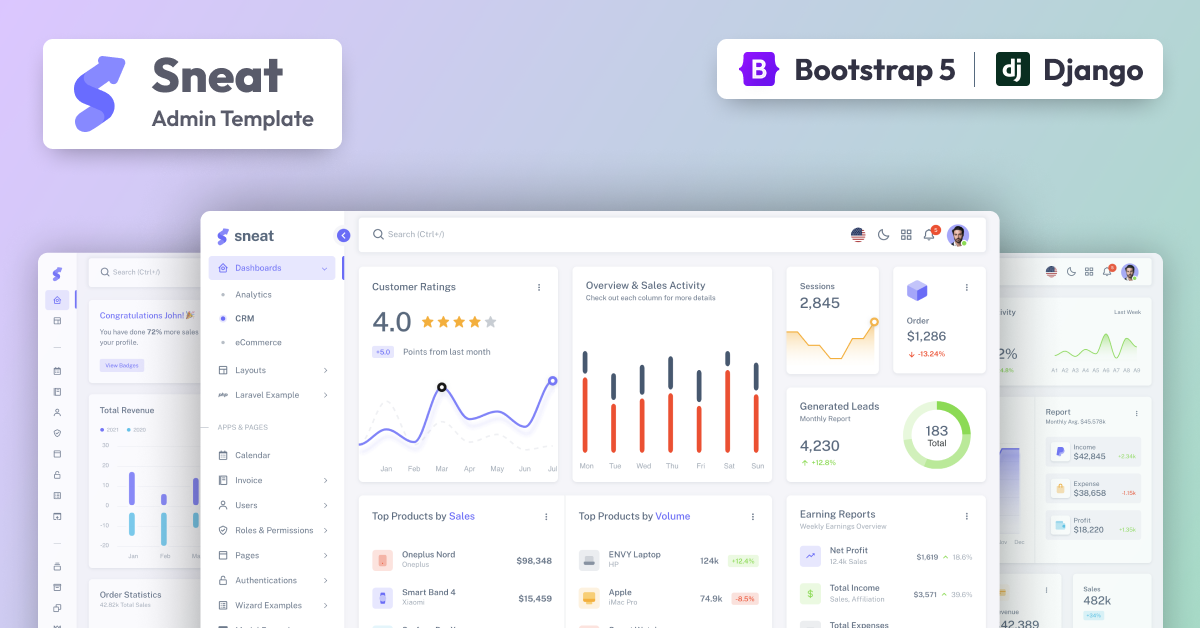 Sneat
Admin Template
B Bootstrap 5
dj Django
sneat
Dashboards
Analytics
CRM
eCommerce
Layouts
Laravel Example
APPS & PAGES
Calendar
Invoice
Users
Roles & Permissions
Pages
Authentications
Wizard Examples
Search (Ctrl+/)
5
Customer Ratings
4.0
+5.0 Points from last month
Jan Feb Mar Apr May Jun Jul
Overview & Sales Activity
Check out each column for more details
Mon Tue Wed Thu Fri Sat Sun
Sessions
2,845
Order
$1,286
-13.24%
Generated Leads
Monthly Report
4,230
+12.8%
183
Total
Top Products by Sales
Oneplus Nord
Oneplus
$98,348
Smart Band 4
Xiaomi
$15,459
Top Products by Volume
ENVY Laptop
HP
124k +12.4%
Apple
iMac Pro
74.9k -8.5%
Earning Reports
Weekly Earnings Overview
Net Profit
12.4k Sales
$1,619 18.6%
Total Income
Sales, Affiliation
$3,571 39.6%
Total Expenses
Search (Ctrl+/)
Congratulations John!🎉
You have done 72% more sales
your profile.
View Badges
Total Revenue
2021 2020
30
20
10
0
-10
-20
Jan Feb
Order Statistics
42.82k Total Sales
Last Week
A1 A2 A3 A4 A5 A6 A7 A8 A9
Report
Monthly Avg. $45.578k
Income
$42,845
+2.34k
Expense
$38,658
-1.15k
Profit
$18,220
+1.35k
Dec
Sales
482k
+34%